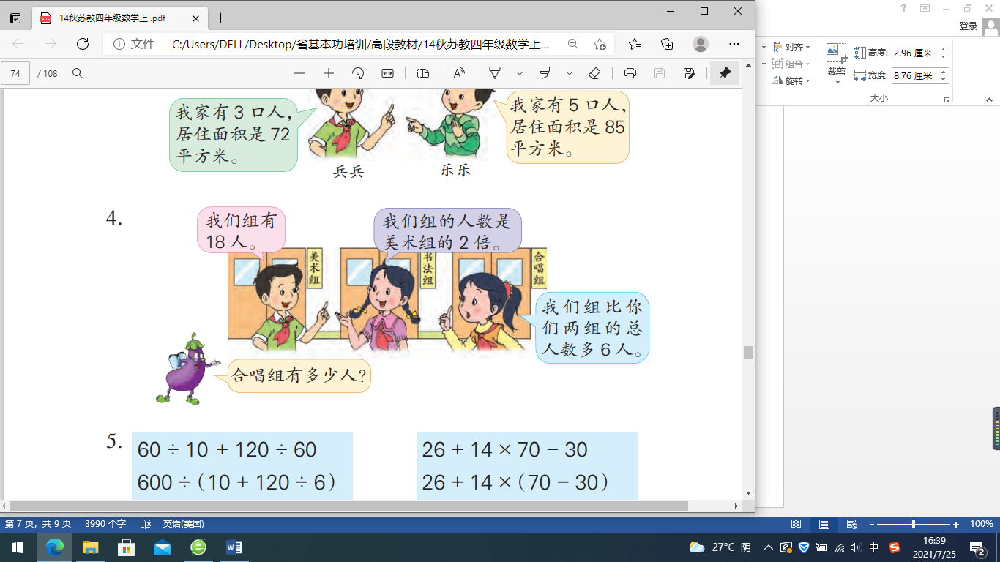 14秋苏教四年级数学上 .pdf
登录
文件 C:/Users/DELL/Desktop/省基本功培训/高段教材/14秋苏教四年级数学上...
74 / 108
对齐
组合
旋转
裁剪
高度: 2.96 厘米
宽度: 8.76 厘米
大小
我家有 3 口人，
居住面积是 72
平方米。
我家有 5 口人，
居住面积是 85
平方米。
兵兵
乐乐
4.
我们组有
18 人。
我们组的人数是
美术组的 2 倍。
美术组
书法组
合唱组
我们组比你
们两组的总
人数多 6 人。
合唱组有多少人？
5.
60 ÷ 10 + 120 ÷ 60
600 ÷（10 + 120 ÷ 6）
26 + 14 × 70 − 30
26 + 14 ×（70 − 30）
第 7 页，共 9 页 3990 个字 英语(美国)
100%
27°C 阴
中
16:39
2021/7/25
2